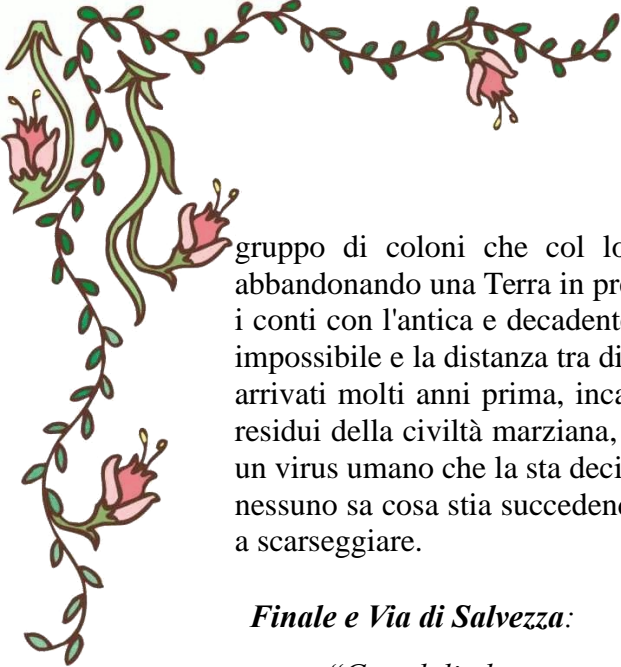 gruppo di coloni che col
abbandonando una Terra in
i conti con l'antica e
impossibile e la distanza tra
arrivati molti anni prima,
residui della civiltà marziana,
un virus umano che la sta
nessuno sa cosa stia
a scarseggiare.
Finale e Via di Salvezza: